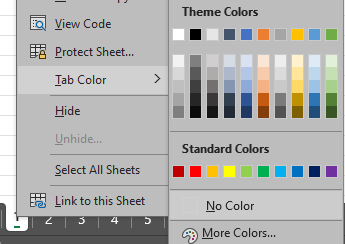 View Code
Protect Sheet...
Tab Color
Hide
Unhide...
Select All Sheets
Link to this Sheet
Theme Colors
Standard Colors
No Color
More Colors...
1 2 3 4 5